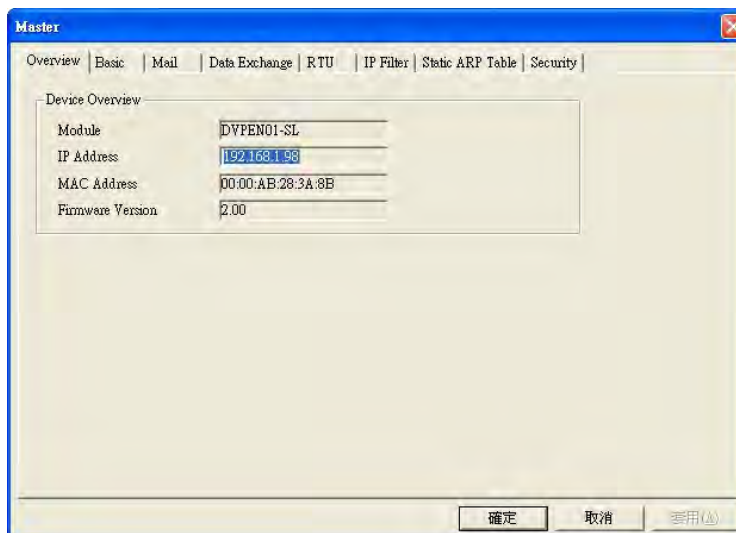 Master
Overview Basic Mail Data Exchange RTU IP Filter Static ARP Table Security
Device Overview
Module DVPEN01-SL
IP Address 192.168.1.98
MAC Address 00:00:AB:28:3A:8B
Firmware Version 2.00
確定 取消 套用(A)